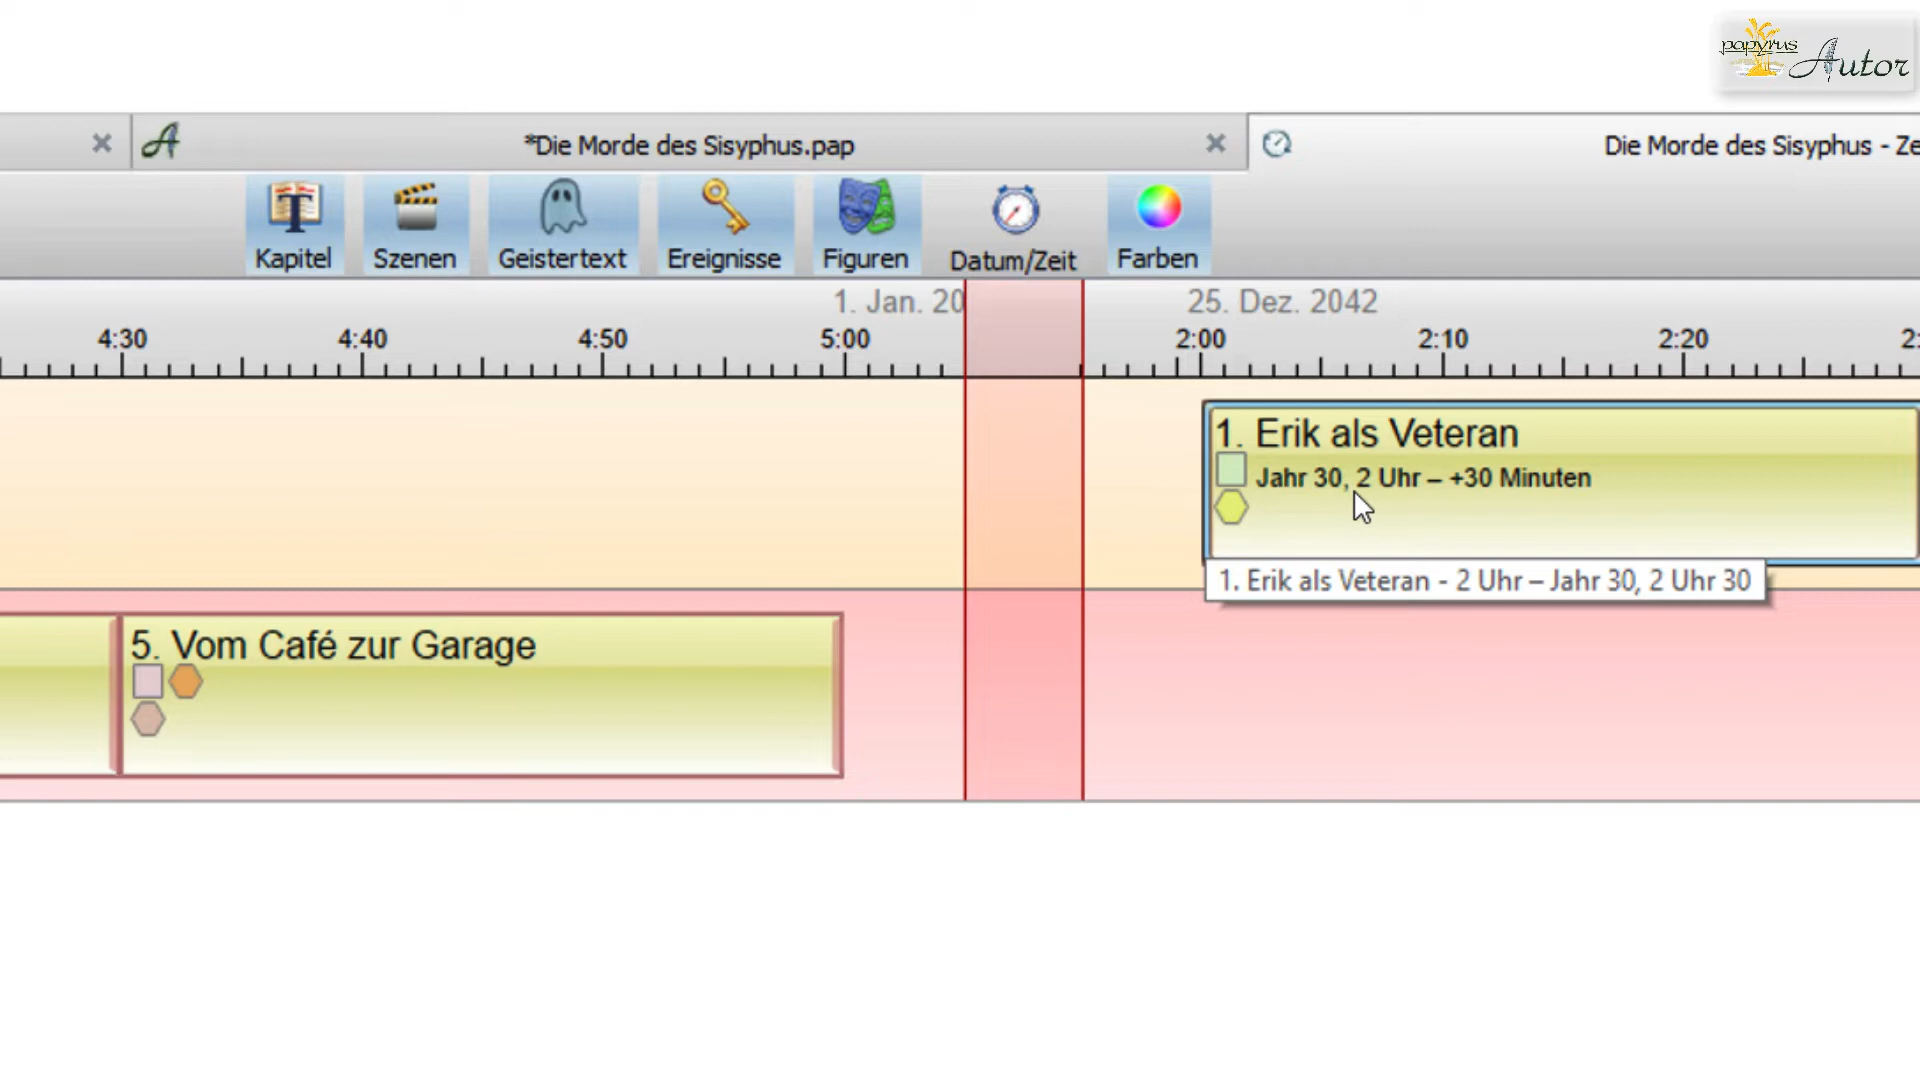 papyrus
Autor
*Die Morde des Sisyphus.pap
Die Morde des Sisyphus - Ze
Kapitel
Szenen
Geistertext
Ereignisse
Figuren
Datum/Zeit
Farben
1. Jan. 20
25. Dez. 2042
4:30
4:40
4:50
5:00
2:00
2:10
2:20
2:
1. Erik als Veteran
Jahr 30, 2 Uhr – +30 Minuten
1. Erik als Veteran - 2 Uhr – Jahr 30, 2 Uhr 30
5. Vom Café zur Garage